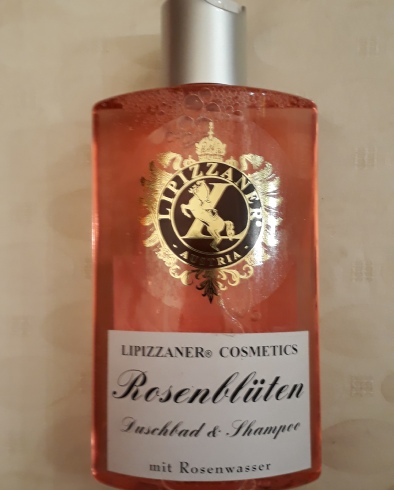 LIPIZZANER®
X
- AUSTRIA -
LIPIZZANER® COSMETICS
Rosenblüten
Duschbad & Shampoo
mit Rosenwasser